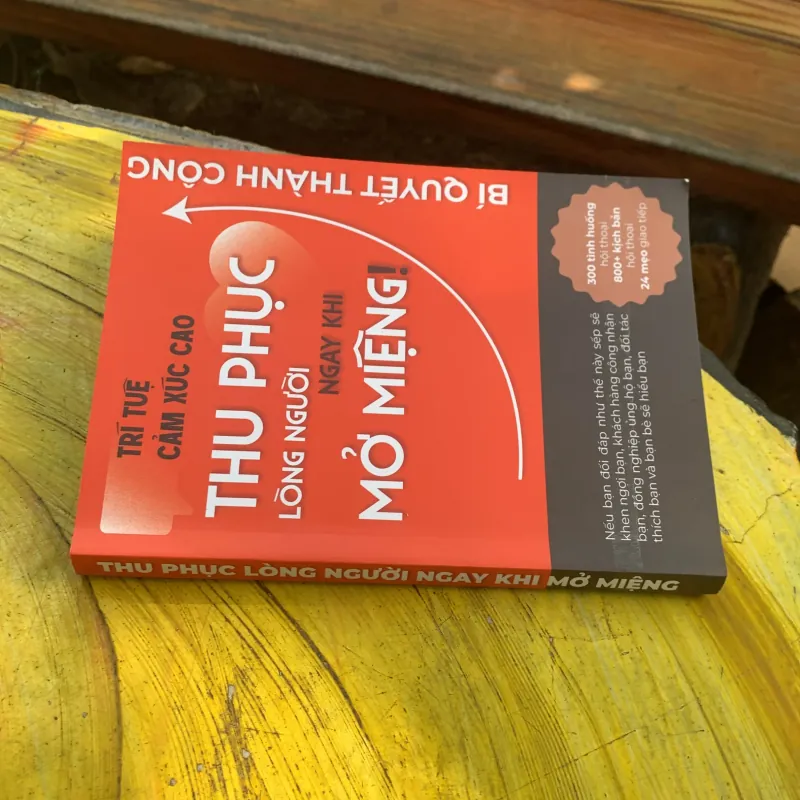 TRÍ TUỆ
CẢM XÚC CAO
THU PHỤC
LÒNG NGƯỜI
NGAY KHI
MỞ MIỆNG!
BÍ QUYẾT THÀNH CÔNG
300 tình huống
hội thoại
800+ kịch bản
hội thoại
24 mẹo giao tiếp
Nếu bạn đối đáp như thế này sếp sẽ
khen ngợi bạn, khách hàng công nhận
bạn, đồng nghiệp ủng hộ bạn, đối tác
thích bạn và bạn bè sẽ hiểu bạn
THU PHỤC LÒNG NGƯỜI NGAY KHI MỞ MIỆNG